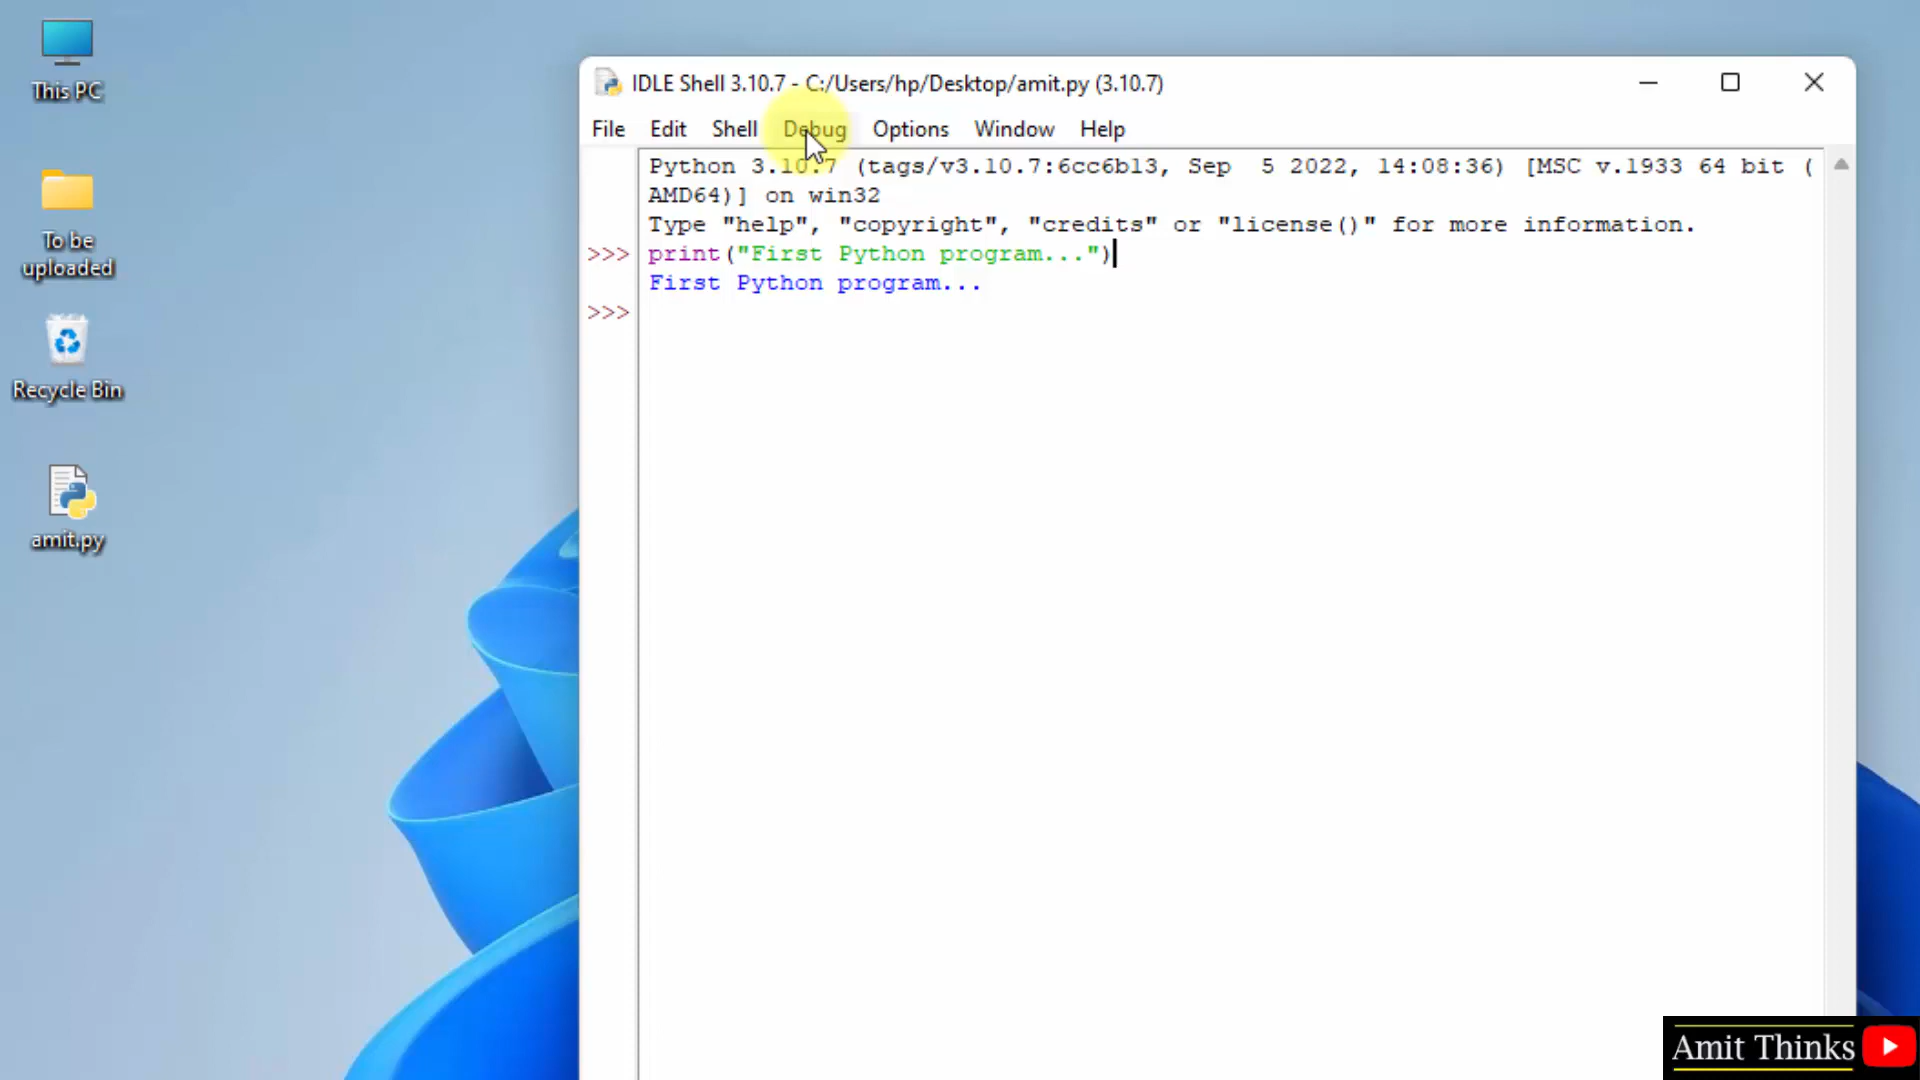 This PC
To be
uploaded
Recycle Bin
amit.py
IDLE Shell 3.10.7 - C:/Users/hp/Desktop/amit.py (3.10.7)
File Edit Shell Debug Options Window Help
Python 3.10.7 (tags/v3.10.7:6cc6b13, Sep  5 2022, 14:08:36) [MSC v.1933 64 bit (
AMD64)] on win32
Type "help", "copyright", "credits" or "license()" for more information.
>>> print("First Python program...")
First Python program...
>>>
Amit Thinks